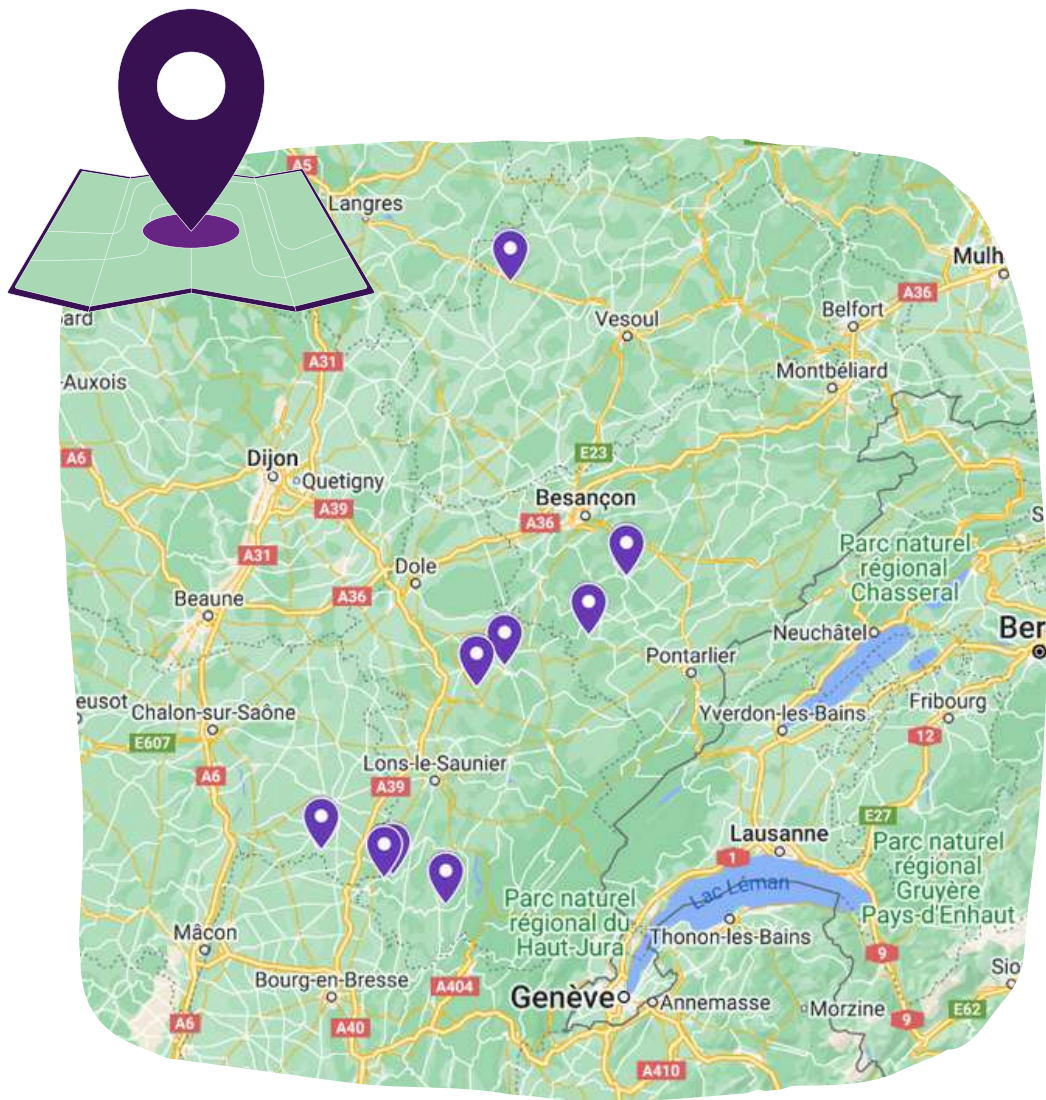 A5
Langres
Mulh
A36
Belfort
ard
Vesoul
A31
Montbéliard
-Auxois
A6
E23
Dijon
Quetigny
Besançon
A39
A36
S
A31
Parc naturel
régional
Chasseral
Dole
A36
Beaune
Neuchâtel
Ber
Pontarlier
eusot
Chalon-sur-Saône
Yverdon-les-Bains
Fribourg
E607
12
Lons-le-Saunier
A6
A39
E27
Lausanne
1
Parc naturel
régional
Gruyère
Pays-d'Enhaut
Lac Léman
Parc naturel
régional du
Haut-Jura
Mâcon
Thonon-les-Bains
9
Bourg-en-Bresse
A404
Sio
Genève
Annemasse
Morzine
E62
A6
A40
9
A410